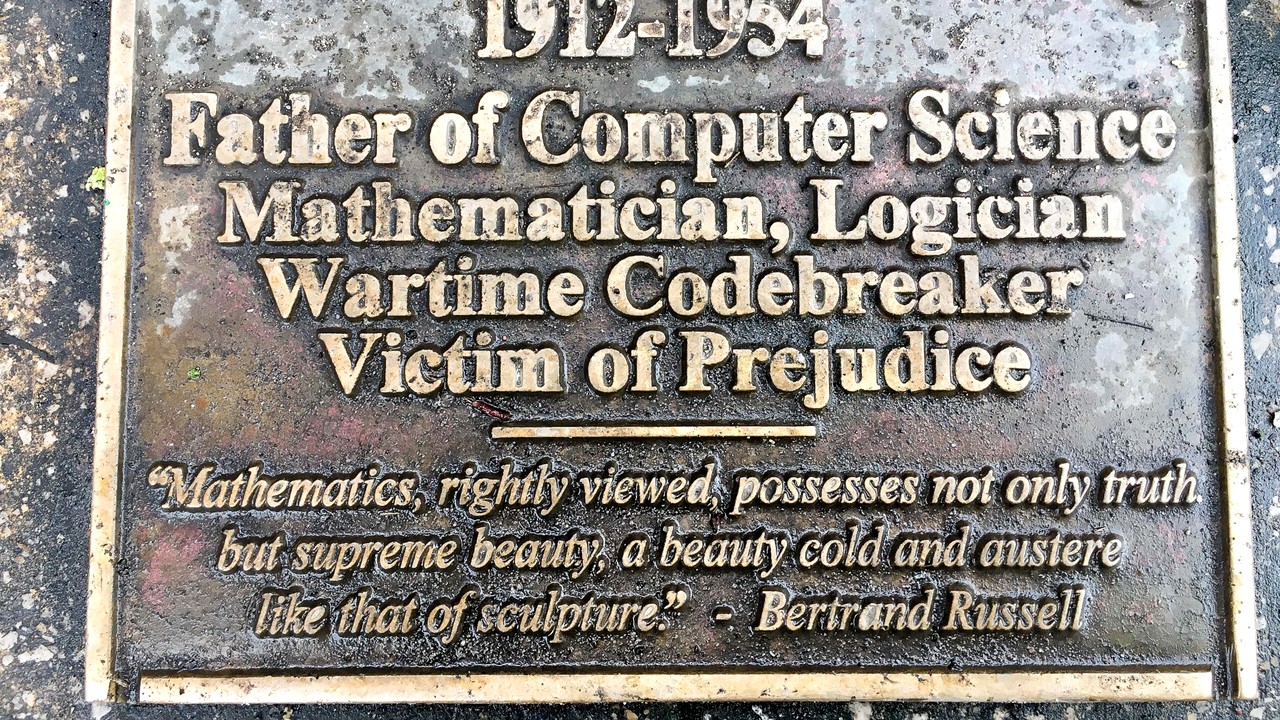 1912-1954
Father of Computer Science
Mathematician, Logician
Wartime Codebreaker
Victim of Prejudice
“Mathematics, rightly viewed, possesses not only truth
but supreme beauty, a beauty cold and austere
like that of sculpture.” - Bertrand Russell